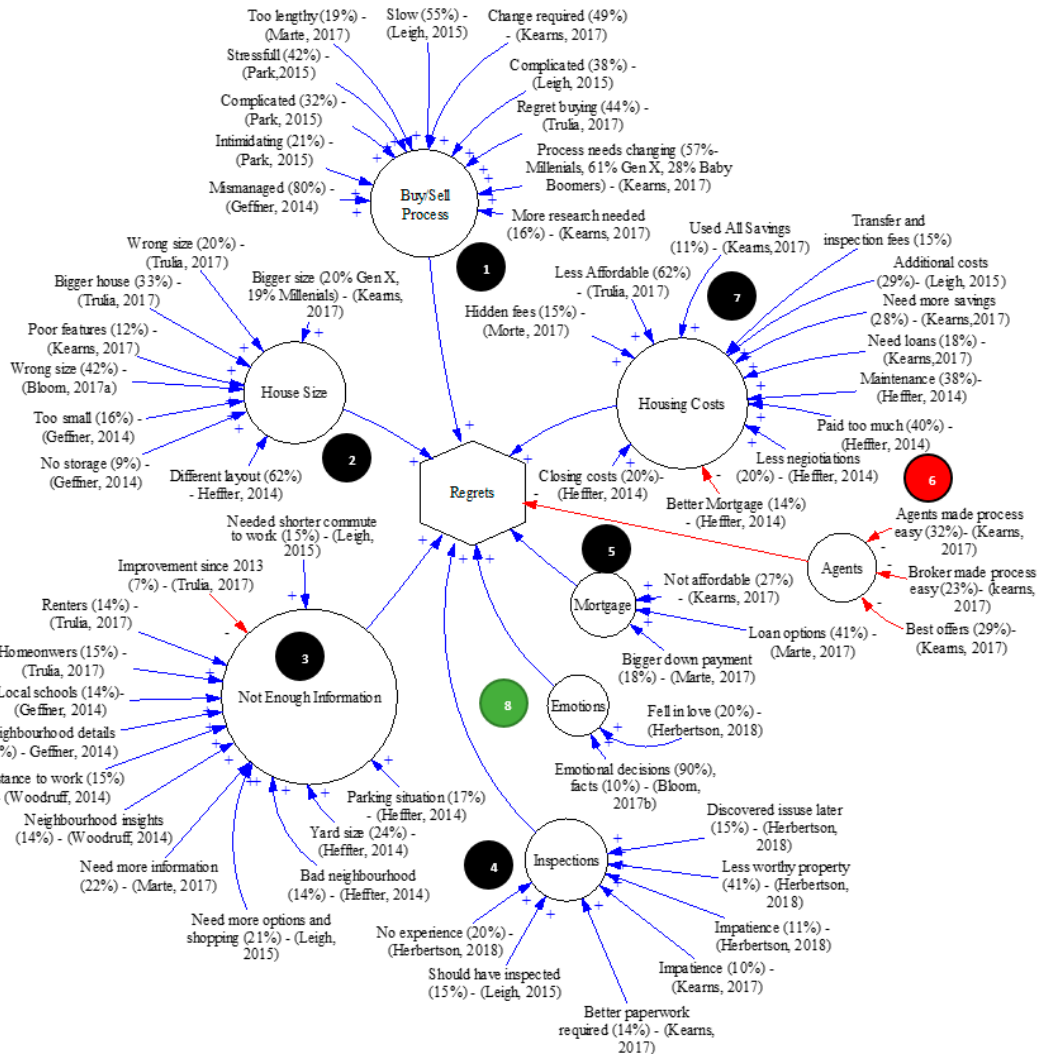 Too lengthy (19%) -
(Marte, 2017)
Slow (55%) -
(Leigh, 2015)
Change required (49%)
- (Kearns, 2017)
Stressfull (42%) -
(Park,2015)
Complicated (38%) -
(Leigh, 2015)
Complicated (32%) -
(Park, 2015)
Regret buying (44%) -
(Trulia, 2017)
Intimidating (21%) -
(Park, 2015)
Process needs changing (57%-
Millenials, 61% Gen X, 28% Baby
Boomers) - (Kearns, 2017)
Mismanaged (80%) -
(Geffner, 2014)
More research needed
(16%) - (Kearns, 2017)
Buy/Sell
Process
1
Wrong size (20%) -
(Trulia, 2017)
Bigger size (20% Gen X,
19% Millenials) - (Kearns,
2017)
Bigger house (33%) -
(Trulia, 2017)
Poor features (12%) -
(Kearns, 2017)
Wrong size (42%) -
(Bloom, 2017a)
Too small (16%) -
(Geffner, 2014)
No storage (9%) -
(Geffner, 2014)
Different layout (62%)
- Heffter, 2014)
House Size
2
Used All Savings
(11%) - (Kearns,2017)
Transfer and
inspection fees (15%)
Less Affordable (62%)
- (Trulia, 2017)
7
Additional costs
(29%)- (Leigh, 2015)
Hidden fees (15%) -
(Morte, 2017)
Need more savings
(28%) - (Kearns,2017)
Need loans (18%) -
(Kearns,2017)
Maintenance (38%)-
(Heffter, 2014)
Housing Costs
Paid too much (40%) -
(Heffter, 2014)
Less negiotiations
(20%) - (Heffter, 2014)
Closing costs (20%)-
(Heffter, 2014)
Better Mortgage (14%)
- (Heffter, 2014)
Regrets
6
Agents made process
easy (32%)- (Kearns,
2017)
Agents
Broker made process
easy (23%)- (kearns,
2017)
Best offers (29%)-
(Kearns, 2017)
5
Mortgage
Not affordable (27%)
- (Kearns, 2017)
Loan options (41%) -
(Marte, 2017)
Bigger down payment
(18%) - (Marte, 2017)
Needed shorter commute
to work (15%) - (Leigh,
2015)
Improvement since 2013
(7%) - (Trulia, 2017)
Renters (14%) -
(Trulia, 2017)
Homeonwers (15%) -
(Trulia, 2017)
Local schools (14%)-
(Geffner, 2014)
ighbourhood details
%) - Geffner, 2014)
stance to work (15%)
- (Woodruff, 2014)
Neighbourhood insights
(14%) - (Woodruff, 2014)
Need more information
(22%) - (Marte, 2017)
Need more options and
shopping (21%) - (Leigh,
2015)
Bad neighbourhood
(14%) - (Heffter, 2014)
Yard size (24%) -
(Heffter, 2014)
Parking situation (17%)
- (Heffter, 2014)
3
Not Enough Information
8
Emotions
Fell in love (20%) -
(Herbertson, 2018)
Emotional decisions (90%),
facts (10%) - (Bloom,
2017b)
4
Inspections
Discovered issuse later
(15%) - (Herbertson,
2018)
Less worthy property
(41%) - (Herbertson,
2018)
Impatience (11%) -
(Herbertson, 2018)
Impatience (10%) -
(Kearns, 2017)
Better paperwork
required (14%) - (Kearns,
2017)
No experience (20%) -
(Herbertson, 2018)
Should have inspected
(15%) - (Leigh, 2015)